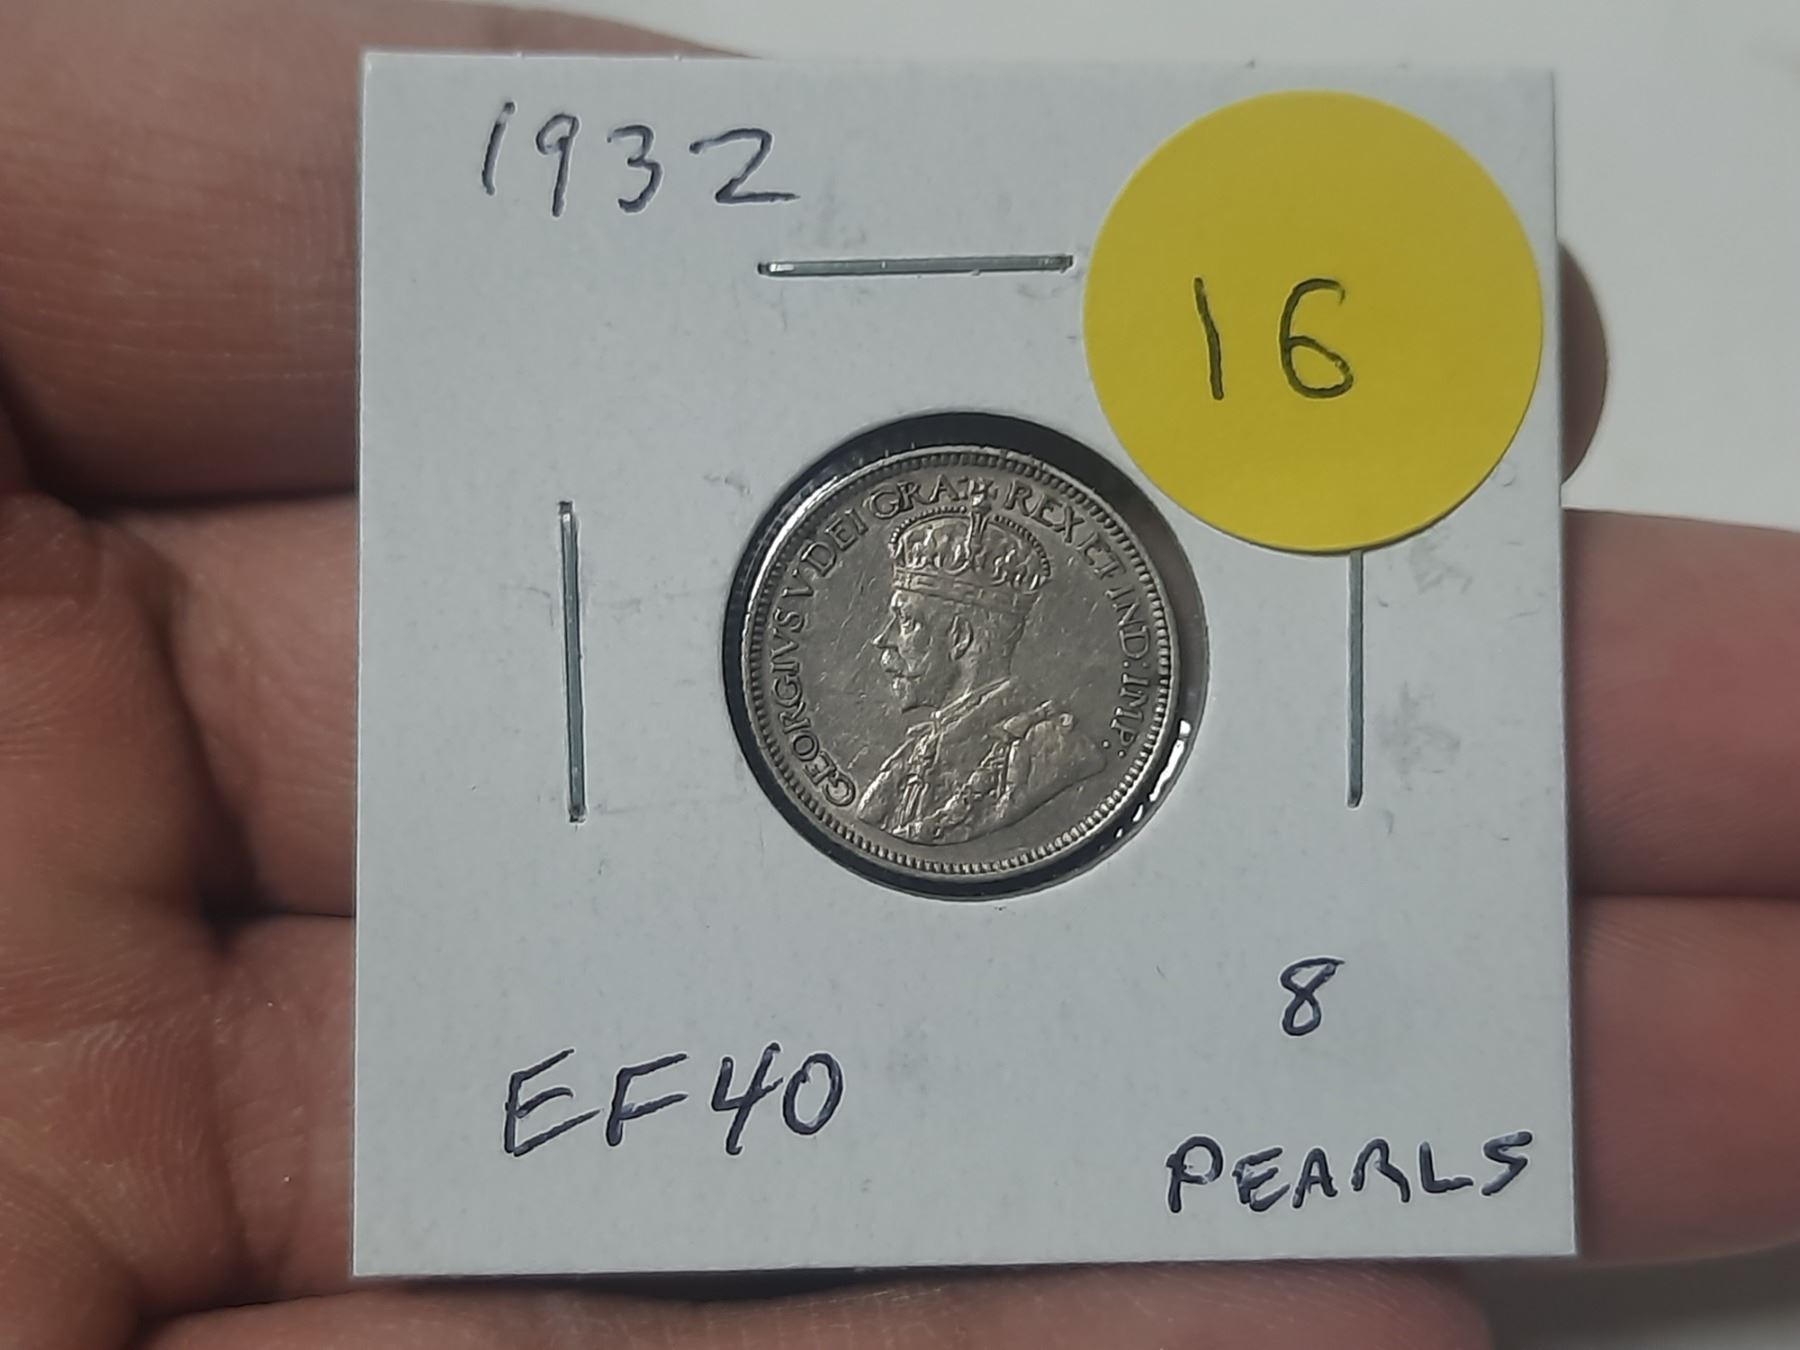 1932
16
GEORGIVS V DEI GRA: REX ET IND: IMP:
EF40
8
PEARLS